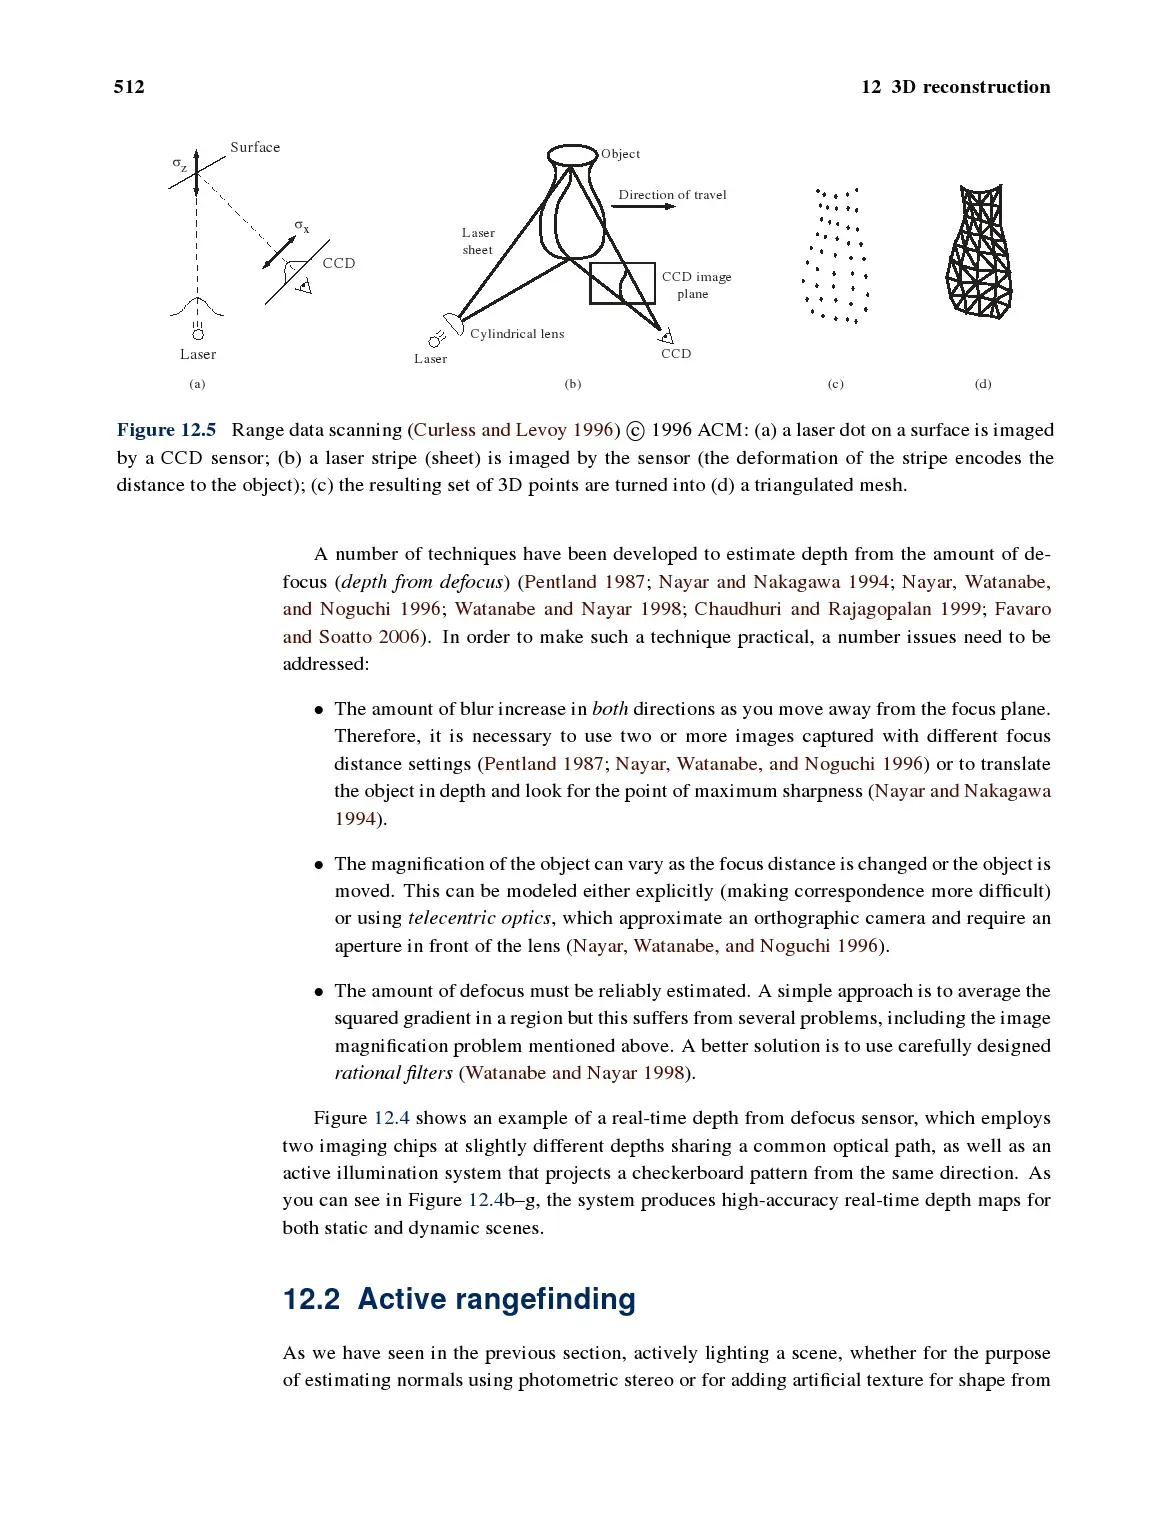 512
12 3D reconstruction
Surface
σz
σx
CCD
Laser
(a)
Object
Direction of travel
Laser
sheet
CCD image
plane
Cylindrical lens
Laser
CCD
(b)
(c)
(d)
Figure 12.5 Range data scanning (Curless and Levoy 1996) © 1996 ACM: (a) a laser dot on a surface is imaged
by a CCD sensor; (b) a laser stripe (sheet) is imaged by the sensor (the deformation of the stripe encodes the
distance to the object); (c) the resulting set of 3D points are turned into (d) a triangulated mesh.
A number of techniques have been developed to estimate depth from the amount of de-
focus (depth from defocus) (Pentland 1987; Nayar and Nakagawa 1994; Nayar, Watanabe,
and Noguchi 1996; Watanabe and Nayar 1998; Chaudhuri and Rajagopalan 1999; Favaro
and Soatto 2006). In order to make such a technique practical, a number issues need to be
addressed:
• The amount of blur increase in both directions as you move away from the focus plane.
Therefore, it is necessary to use two or more images captured with different focus
distance settings (Pentland 1987; Nayar, Watanabe, and Noguchi 1996) or to translate
the object in depth and look for the point of maximum sharpness (Nayar and Nakagawa
1994).
• The magnification of the object can vary as the focus distance is changed or the object is
moved. This can be modeled either explicitly (making correspondence more difficult)
or using telecentric optics, which approximate an orthographic camera and require an
aperture in front of the lens (Nayar, Watanabe, and Noguchi 1996).
• The amount of defocus must be reliably estimated. A simple approach is to average the
squared gradient in a region but this suffers from several problems, including the image
magnification problem mentioned above. A better solution is to use carefully designed
rational filters (Watanabe and Nayar 1998).
Figure 12.4 shows an example of a real-time depth from defocus sensor, which employs
two imaging chips at slightly different depths sharing a common optical path, as well as an
active illumination system that projects a checkerboard pattern from the same direction. As
you can see in Figure 12.4b–g, the system produces high-accuracy real-time depth maps for
both static and dynamic scenes.
12.2 Active rangefinding
As we have seen in the previous section, actively lighting a scene, whether for the purpose
of estimating normals using photometric stereo or for adding artificial texture for shape from